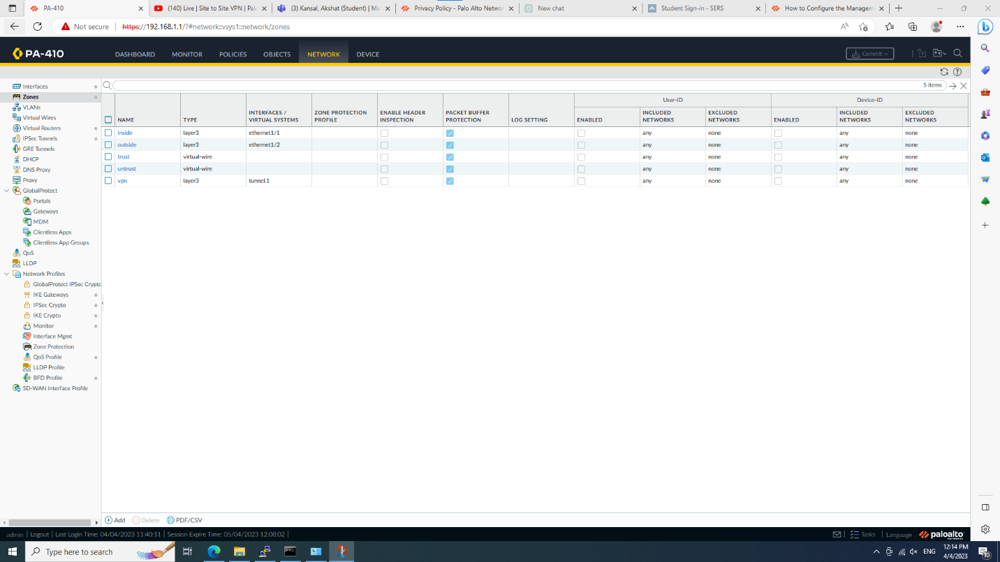 PA-410
(140) Live | Site to Site VPN | Pal
(3) Kansal, Akshat (Student) | Mic
Privacy Policy - Palo Alto Networ
New chat
Student Sign-in - SERS
How to Configure the Managem
Not secure
https://192.168.1.1/?#network::vsys1::network/zones
PA-410
DASHBOARD
MONITOR
POLICIES
OBJECTS
NETWORK
DEVICE
Commit
Interfaces
Zones
VLANs
Virtual Wires
Virtual Routers
IPSec Tunnels
GRE Tunnels
DHCP
DNS Proxy
Proxy
GlobalProtect
Portals
Gateways
MDM
Clientless Apps
Clientless App Groups
QoS
LLDP
Network Profiles
GlobalProtect IPSec Crypto
IKE Gateways
IPSec Crypto
IKE Crypto
Monitor
Interface Mgmt
Zone Protection
QoS Profile
LLDP Profile
BFD Profile
SD-WAN Interface Profile
5 items
User-ID
Device-ID
NAME TYPE INTERFACES / VIRTUAL SYSTEMS ZONE PROTECTION PROFILE ENABLE HEADER INSPECTION PACKET BUFFER PROTECTION LOG SETTING ENABLED INCLUDED NETWORKS EXCLUDED NETWORKS ENABLED INCLUDED NETWORKS EXCLUDED NETWORKS
inside layer3 ethernet1/1 any none any none
outside layer3 ethernet1/2 any none any none
trust virtual-wire any none any none
untrust virtual-wire any none any none
vpn layer3 tunnel.1 any none any none
Add
Delete
PDF/CSV
admin | Logout | Last Login Time: 04/04/2023 11:40:11 | Session Expire Time: 05/04/2023 12:08:02 |
Tasks | Language
paloalto NETWORKS
Type here to search
ENG
12:14 PM
4/4/2023
10